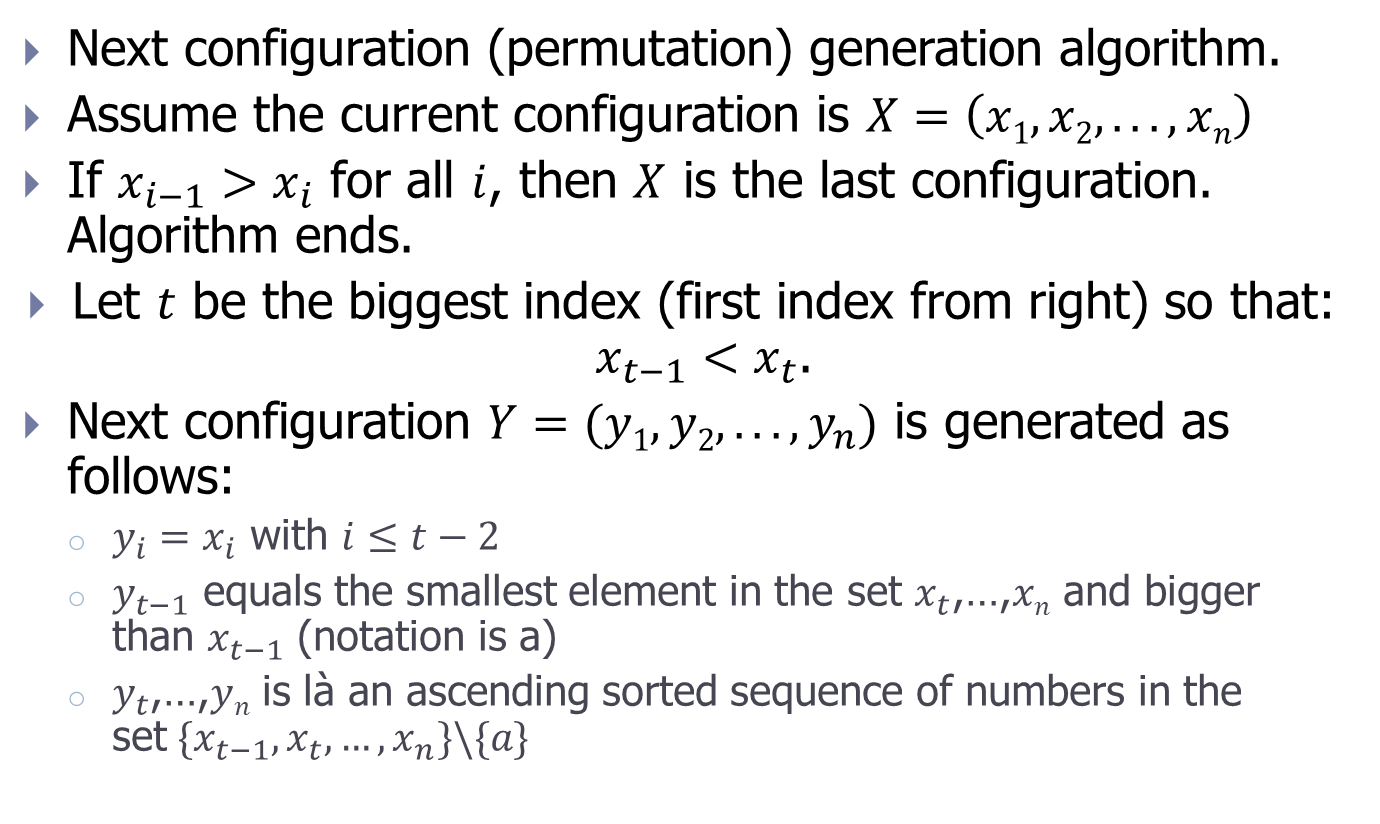 Next configuration (permutation) generation algorithm.
Assume the current configuration is X = (x₁, x₂, . . . , xₙ)
If xᵢ₋₁ > xᵢ for all i, then X is the last configuration.
Algorithm ends.
Let t be the biggest index (first index from right) so that:
xₜ₋₁ < xₜ.
Next configuration Y = (y₁, y₂, . . . , yₙ) is generated as
follows:
yᵢ = xᵢ with i ≤ t − 2
yₜ₋₁ equals the smallest element in the set xₜ,…,xₙ and bigger
than xₜ₋₁ (notation is a)
yₜ,…,yₙ is là an ascending sorted sequence of numbers in the
set {xₜ₋₁, xₜ, … , xₙ}\{a}